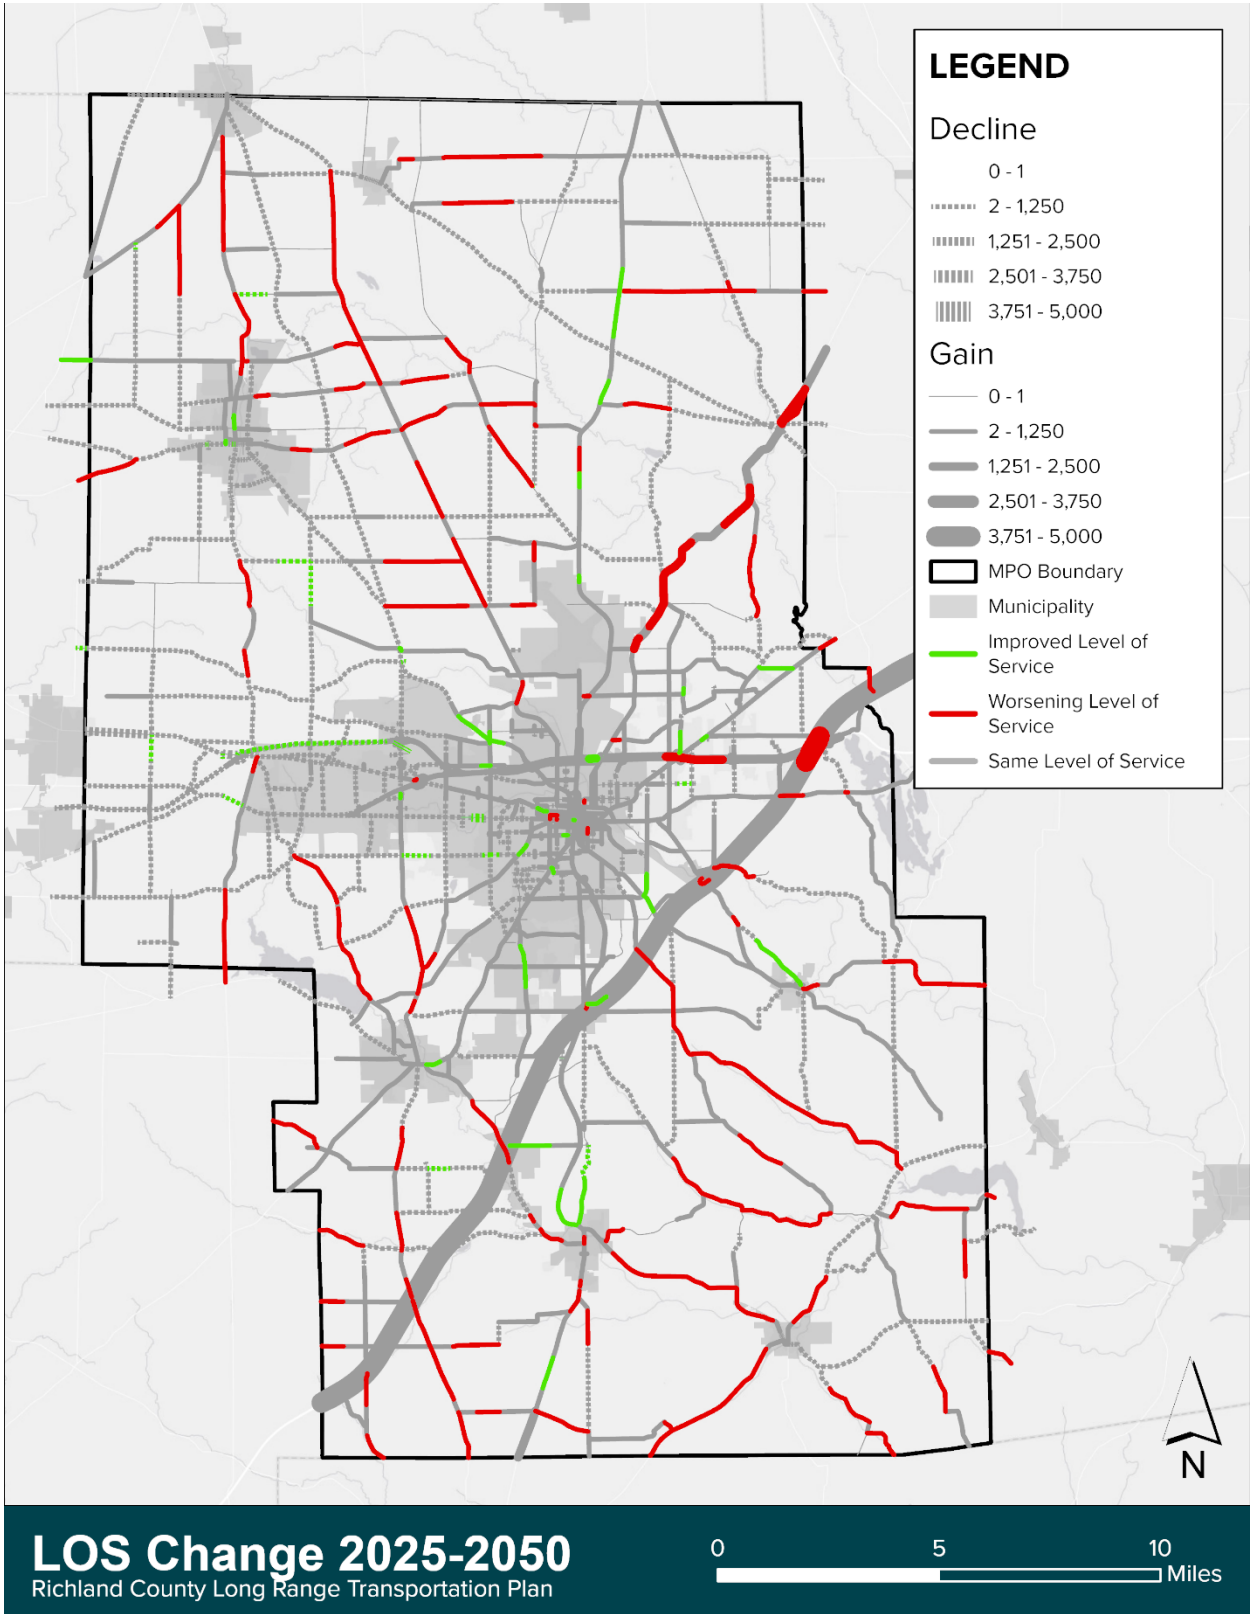 LEGEND
Decline
0 - 1
2 - 1,250
1,251 - 2,500
2,501 - 3,750
3,751 - 5,000
Gain
0 - 1
2 - 1,250
1,251 - 2,500
2,501 - 3,750
3,751 - 5,000
MPO Boundary
Municipality
Improved Level of
Service
Worsening Level of
Service
Same Level of Service
N
LOS Change 2025-2050
Richland County Long Range Transportation Plan
0 5 10
Miles